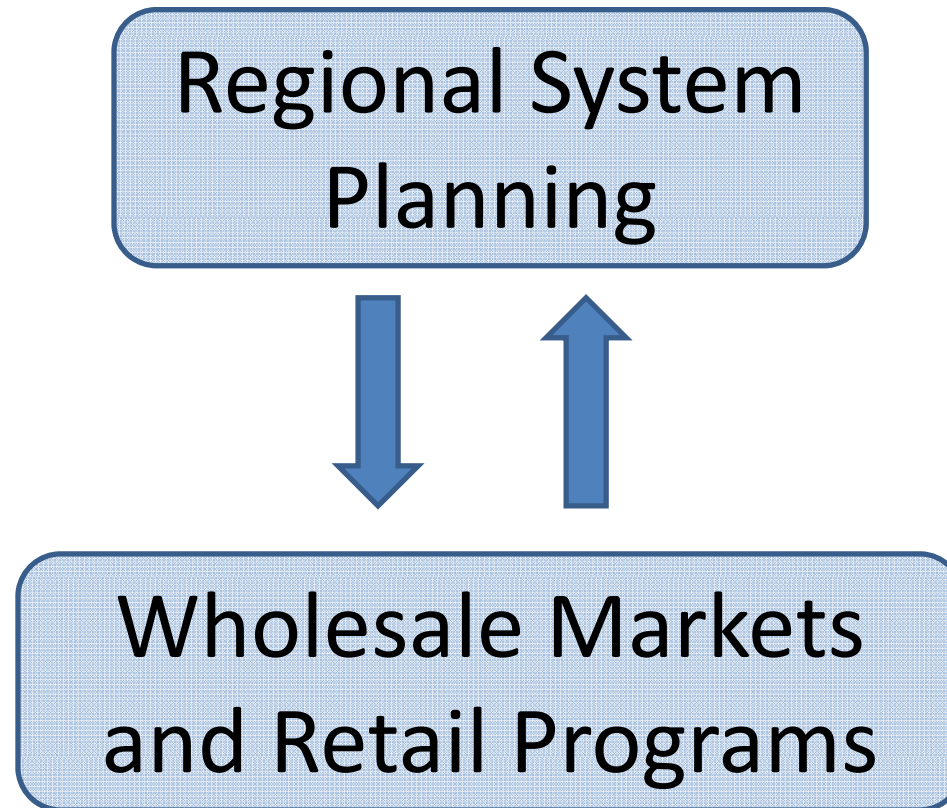 Regional System
Planning
Wholesale Markets
and Retail Programs